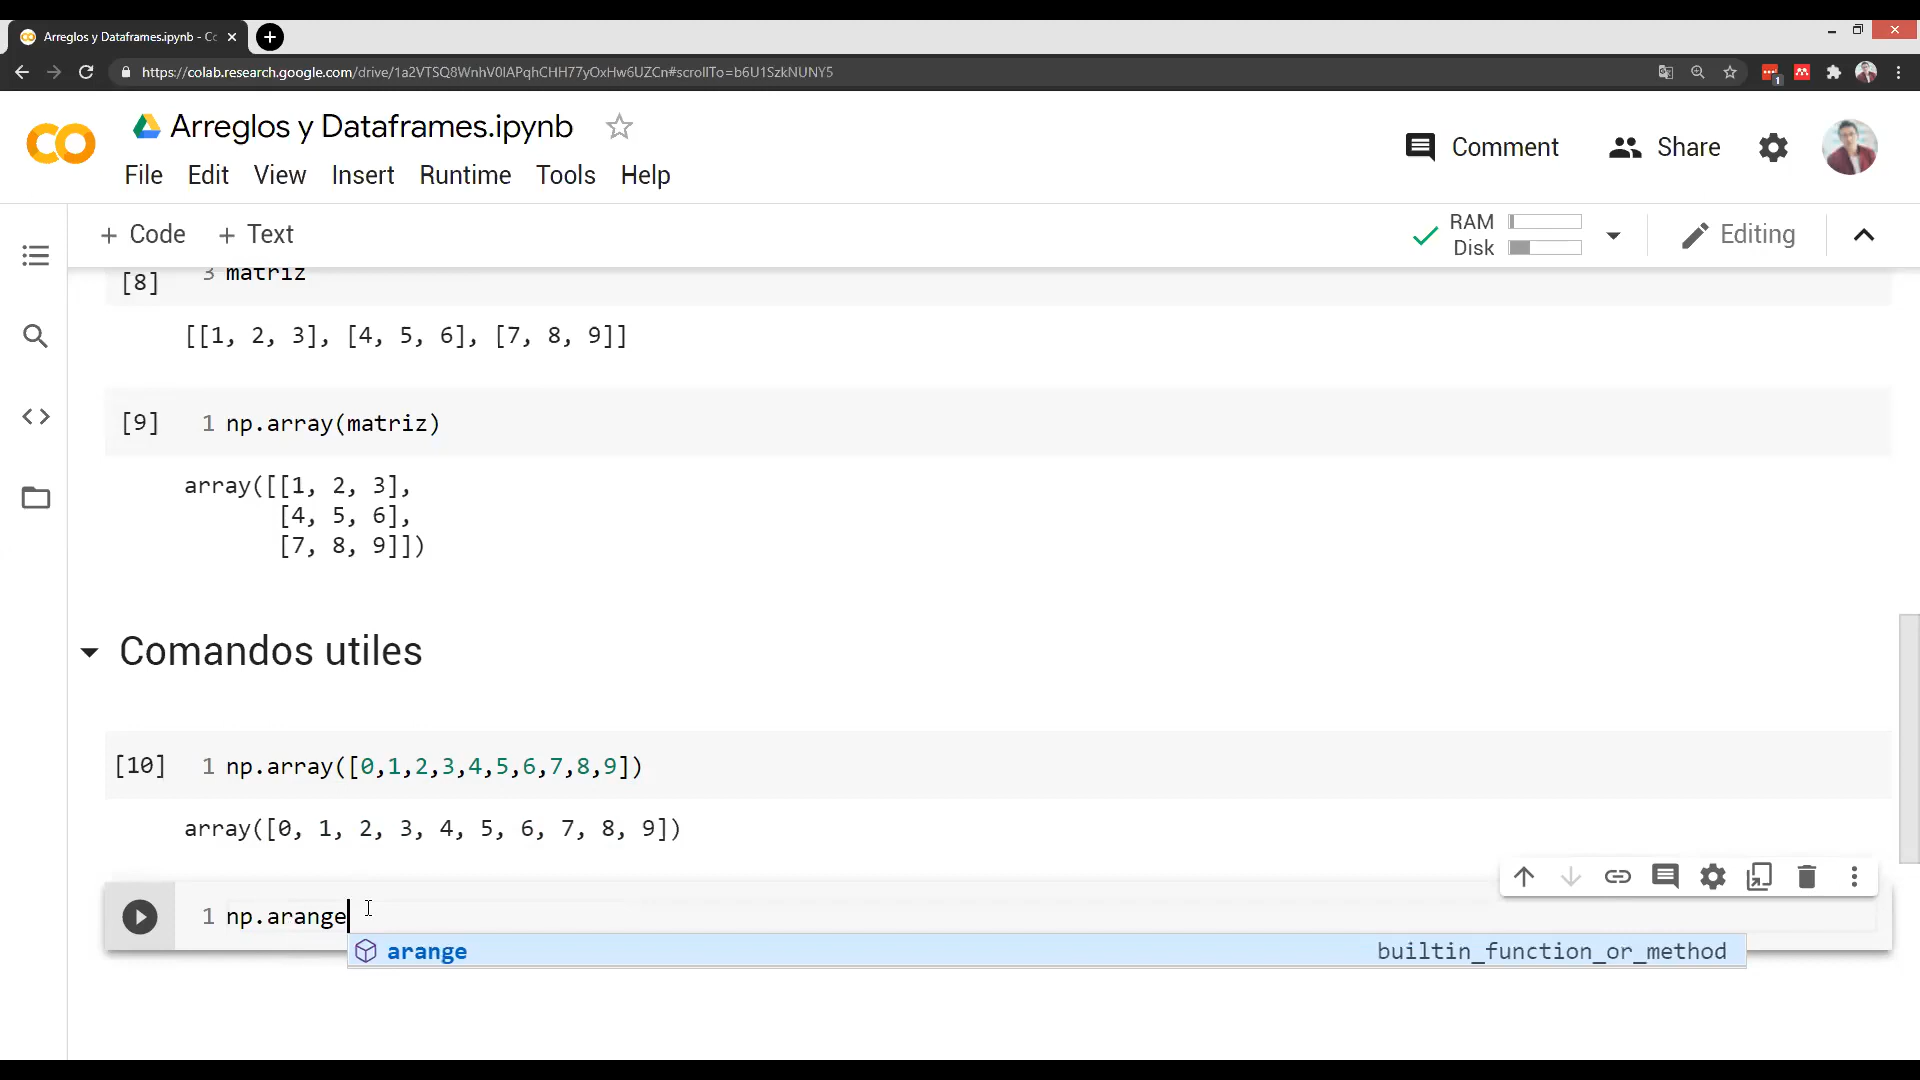 Arreglos y Dataframes.ipynb - Cc
https://colab.research.google.com/drive/1a2VTSQ8WnhV0IAPqhCHH77yOxHw6UZCn#scrollTo=b6U1SzkNUNY5
1
CO
Arreglos y Dataframes.ipynb
File Edit View Insert Runtime Tools Help
Comment Share
+ Code + Text
RAM
Disk
Editing
[8] 3 matriz
[[1, 2, 3], [4, 5, 6], [7, 8, 9]]
[9] 1 np.array(matriz)
array([[1, 2, 3],
[4, 5, 6],
[7, 8, 9]])
Comandos utiles
[10] 1 np.array([0,1,2,3,4,5,6,7,8,9])
array([0, 1, 2, 3, 4, 5, 6, 7, 8, 9])
1 np.arange
arange builtin_function_or_method